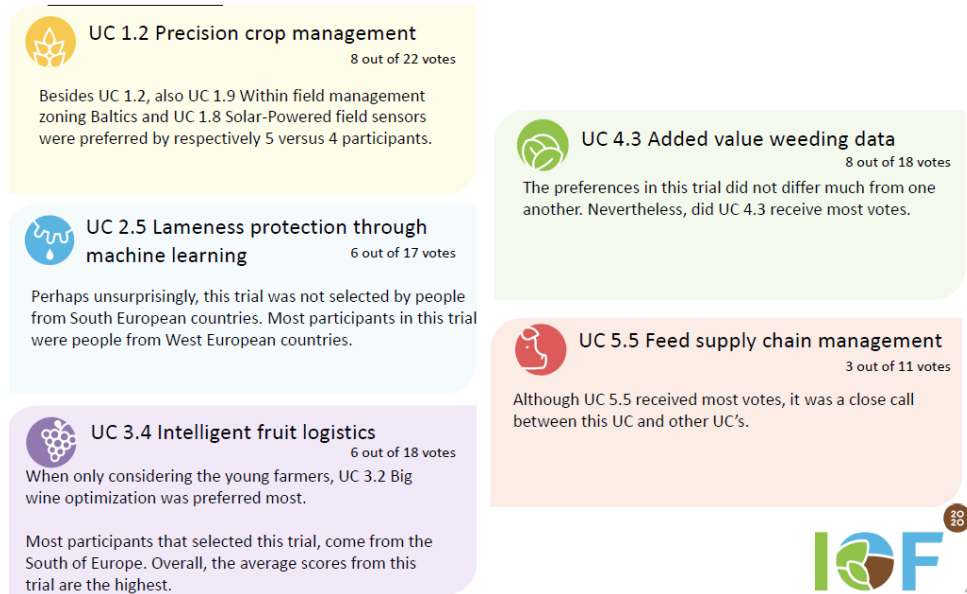 UC 1.2 Precision crop management
8 out of 22 votes
Besides UC 1.2, also UC 1.9 Within field management
zoning Baltics and UC 1.8 Solar-Powered field sensors
were preferred by respectively 5 versus 4 participants.
UC 2.5 Lameness protection through
machine learning
6 out of 17 votes
Perhaps unsurprisingly, this trial was not selected by people
from South European countries. Most participants in this trial
were people from West European countries.
UC 3.4 Intelligent fruit logistics
6 out of 18 votes
When only considering the young farmers, UC 3.2 Big
wine optimization was preferred most.
Most participants that selected this trial, come from the
South of Europe. Overall, the average scores from this
trial are the highest.
UC 4.3 Added value weeding data
8 out of 18 votes
The preferences in this trial did not differ much from one
another. Nevertheless, did UC 4.3 receive most votes.
UC 5.5 Feed supply chain management
3 out of 11 votes
Although UC 5.5 received most votes, it was a close call
between this UC and other UC’s.
IOF
20
20